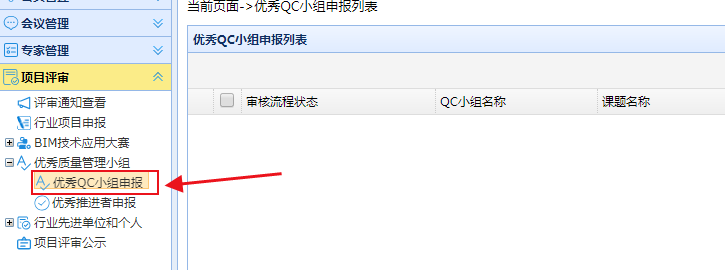 会议管理
专家管理
项目评审
评审通知查看
行业项目申报
BIM技术应用大赛
优秀质量管理小组
优秀QC小组申报
优秀推进者申报
行业先进单位和个人
项目评审公示
当前页面->优秀QC小组申报列表
优秀QC小组申报列表
审核流程状态 QC小组名称 课题名称